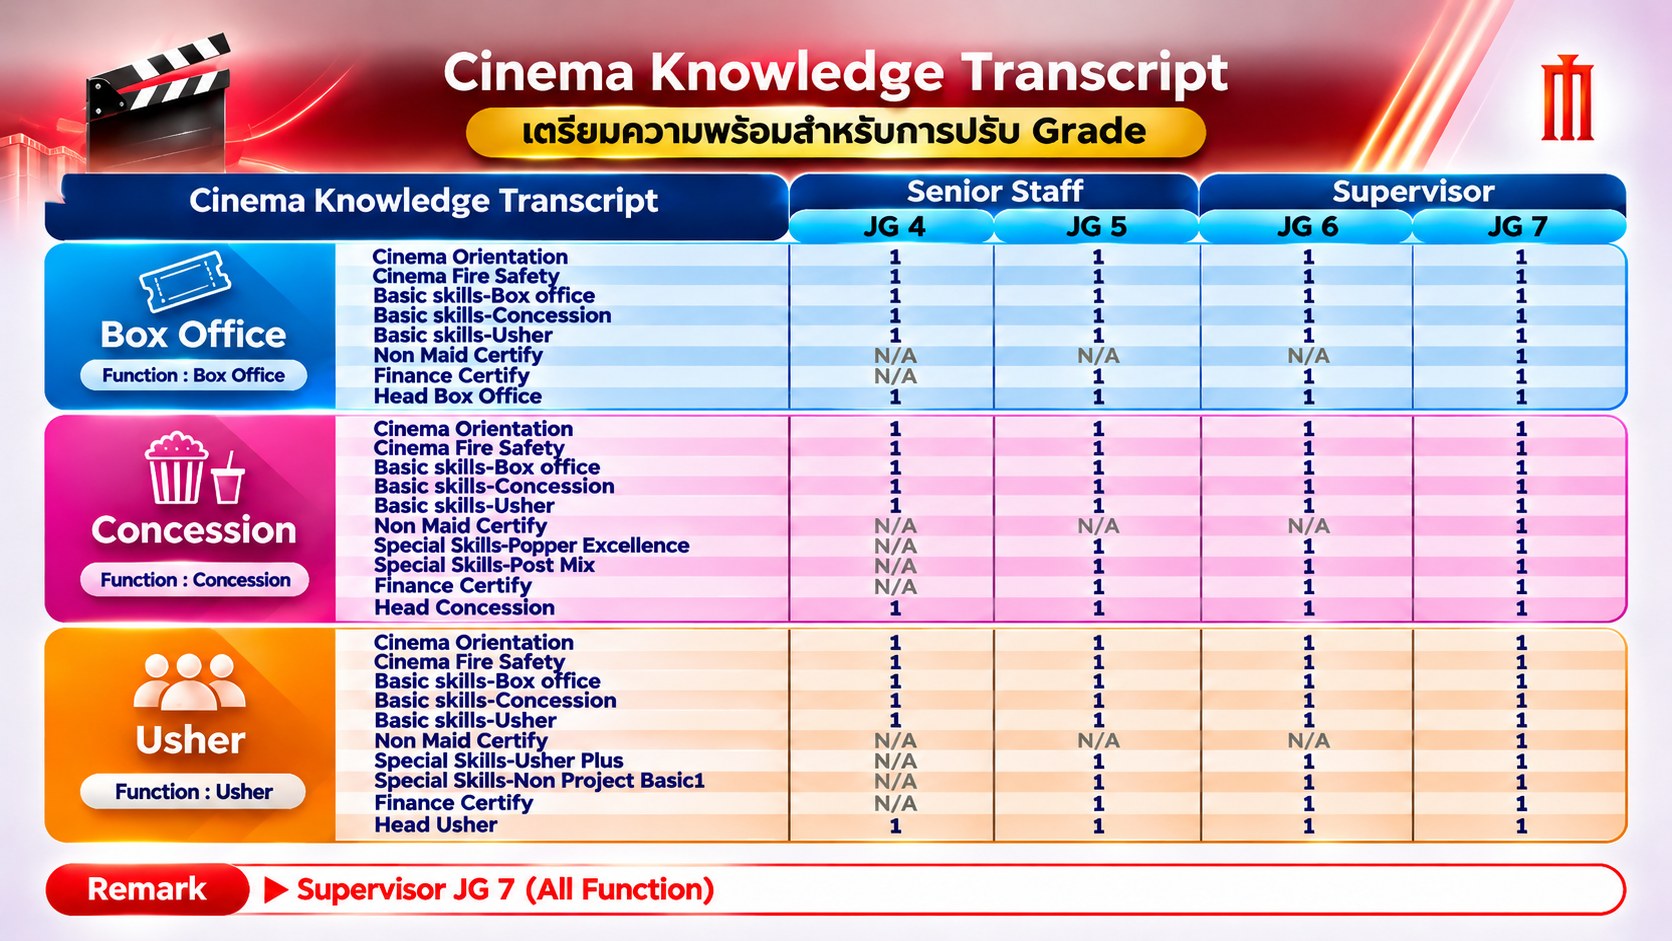 Cinema Knowledge Transcript
เตรียมความพร้อมสำหรับการปรับ Grade
Cinema Knowledge Transcript Senior Staff Supervisor
JG 4 JG 5 JG 6 JG 7
Box Office
Function : Box Office
Cinema Orientation 1 1 1 1
Cinema Fire Safety 1 1 1 1
Basic skills-Box office 1 1 1 1
Basic skills-Concession 1 1 1 1
Basic skills-Usher 1 1 1 1
Non Maid Certify N/A N/A N/A 1
Finance Certify N/A 1 1 1
Head Box Office 1 1 1 1
Concession
Function : Concession
Cinema Orientation 1 1 1 1
Cinema Fire Safety 1 1 1 1
Basic skills-Box office 1 1 1 1
Basic skills-Concession 1 1 1 1
Basic skills-Usher 1 1 1 1
Non Maid Certify N/A N/A N/A 1
Special Skills-Popper Excellence N/A 1 1 1
Special Skills-Post Mix N/A 1 1 1
Finance Certify N/A 1 1 1
Head Concession 1 1 1 1
Usher
Function : Usher
Cinema Orientation 1 1 1 1
Cinema Fire Safety 1 1 1 1
Basic skills-Box office 1 1 1 1
Basic skills-Concession 1 1 1 1
Basic skills-Usher 1 1 1 1
Non Maid Certify N/A N/A N/A 1
Special Skills-Usher Plus N/A 1 1 1
Special Skills-Non Project Basic1 N/A 1 1 1
Finance Certify N/A 1 1 1
Head Usher 1 1 1 1
Remark ▶ Supervisor JG 7 (All Function)